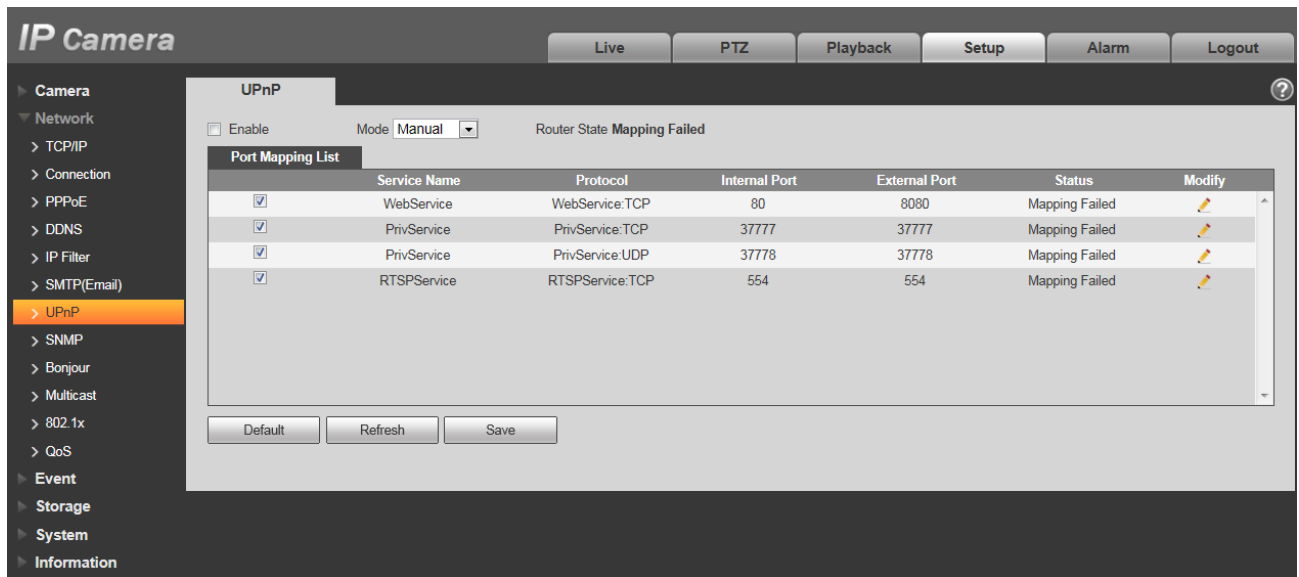 IP Camera
Live PTZ Playback Setup Alarm Logout
Camera
Network
> TCP/IP
> Connection
> PPPoE
> DDNS
> IP Filter
> SMTP(Email)
> UPnP
> SNMP
> Bonjour
> Multicast
> 802.1x
> QoS
Event
Storage
System
Information
UPnP
?
Enable Mode Manual Router State Mapping Failed
Port Mapping List
Service Name Protocol Internal Port External Port Status Modify
WebService WebService:TCP 80 8080 Mapping Failed
PrivService PrivService:TCP 37777 37777 Mapping Failed
PrivService PrivService:UDP 37778 37778 Mapping Failed
RTSPService RTSPService:TCP 554 554 Mapping Failed
Default Refresh Save